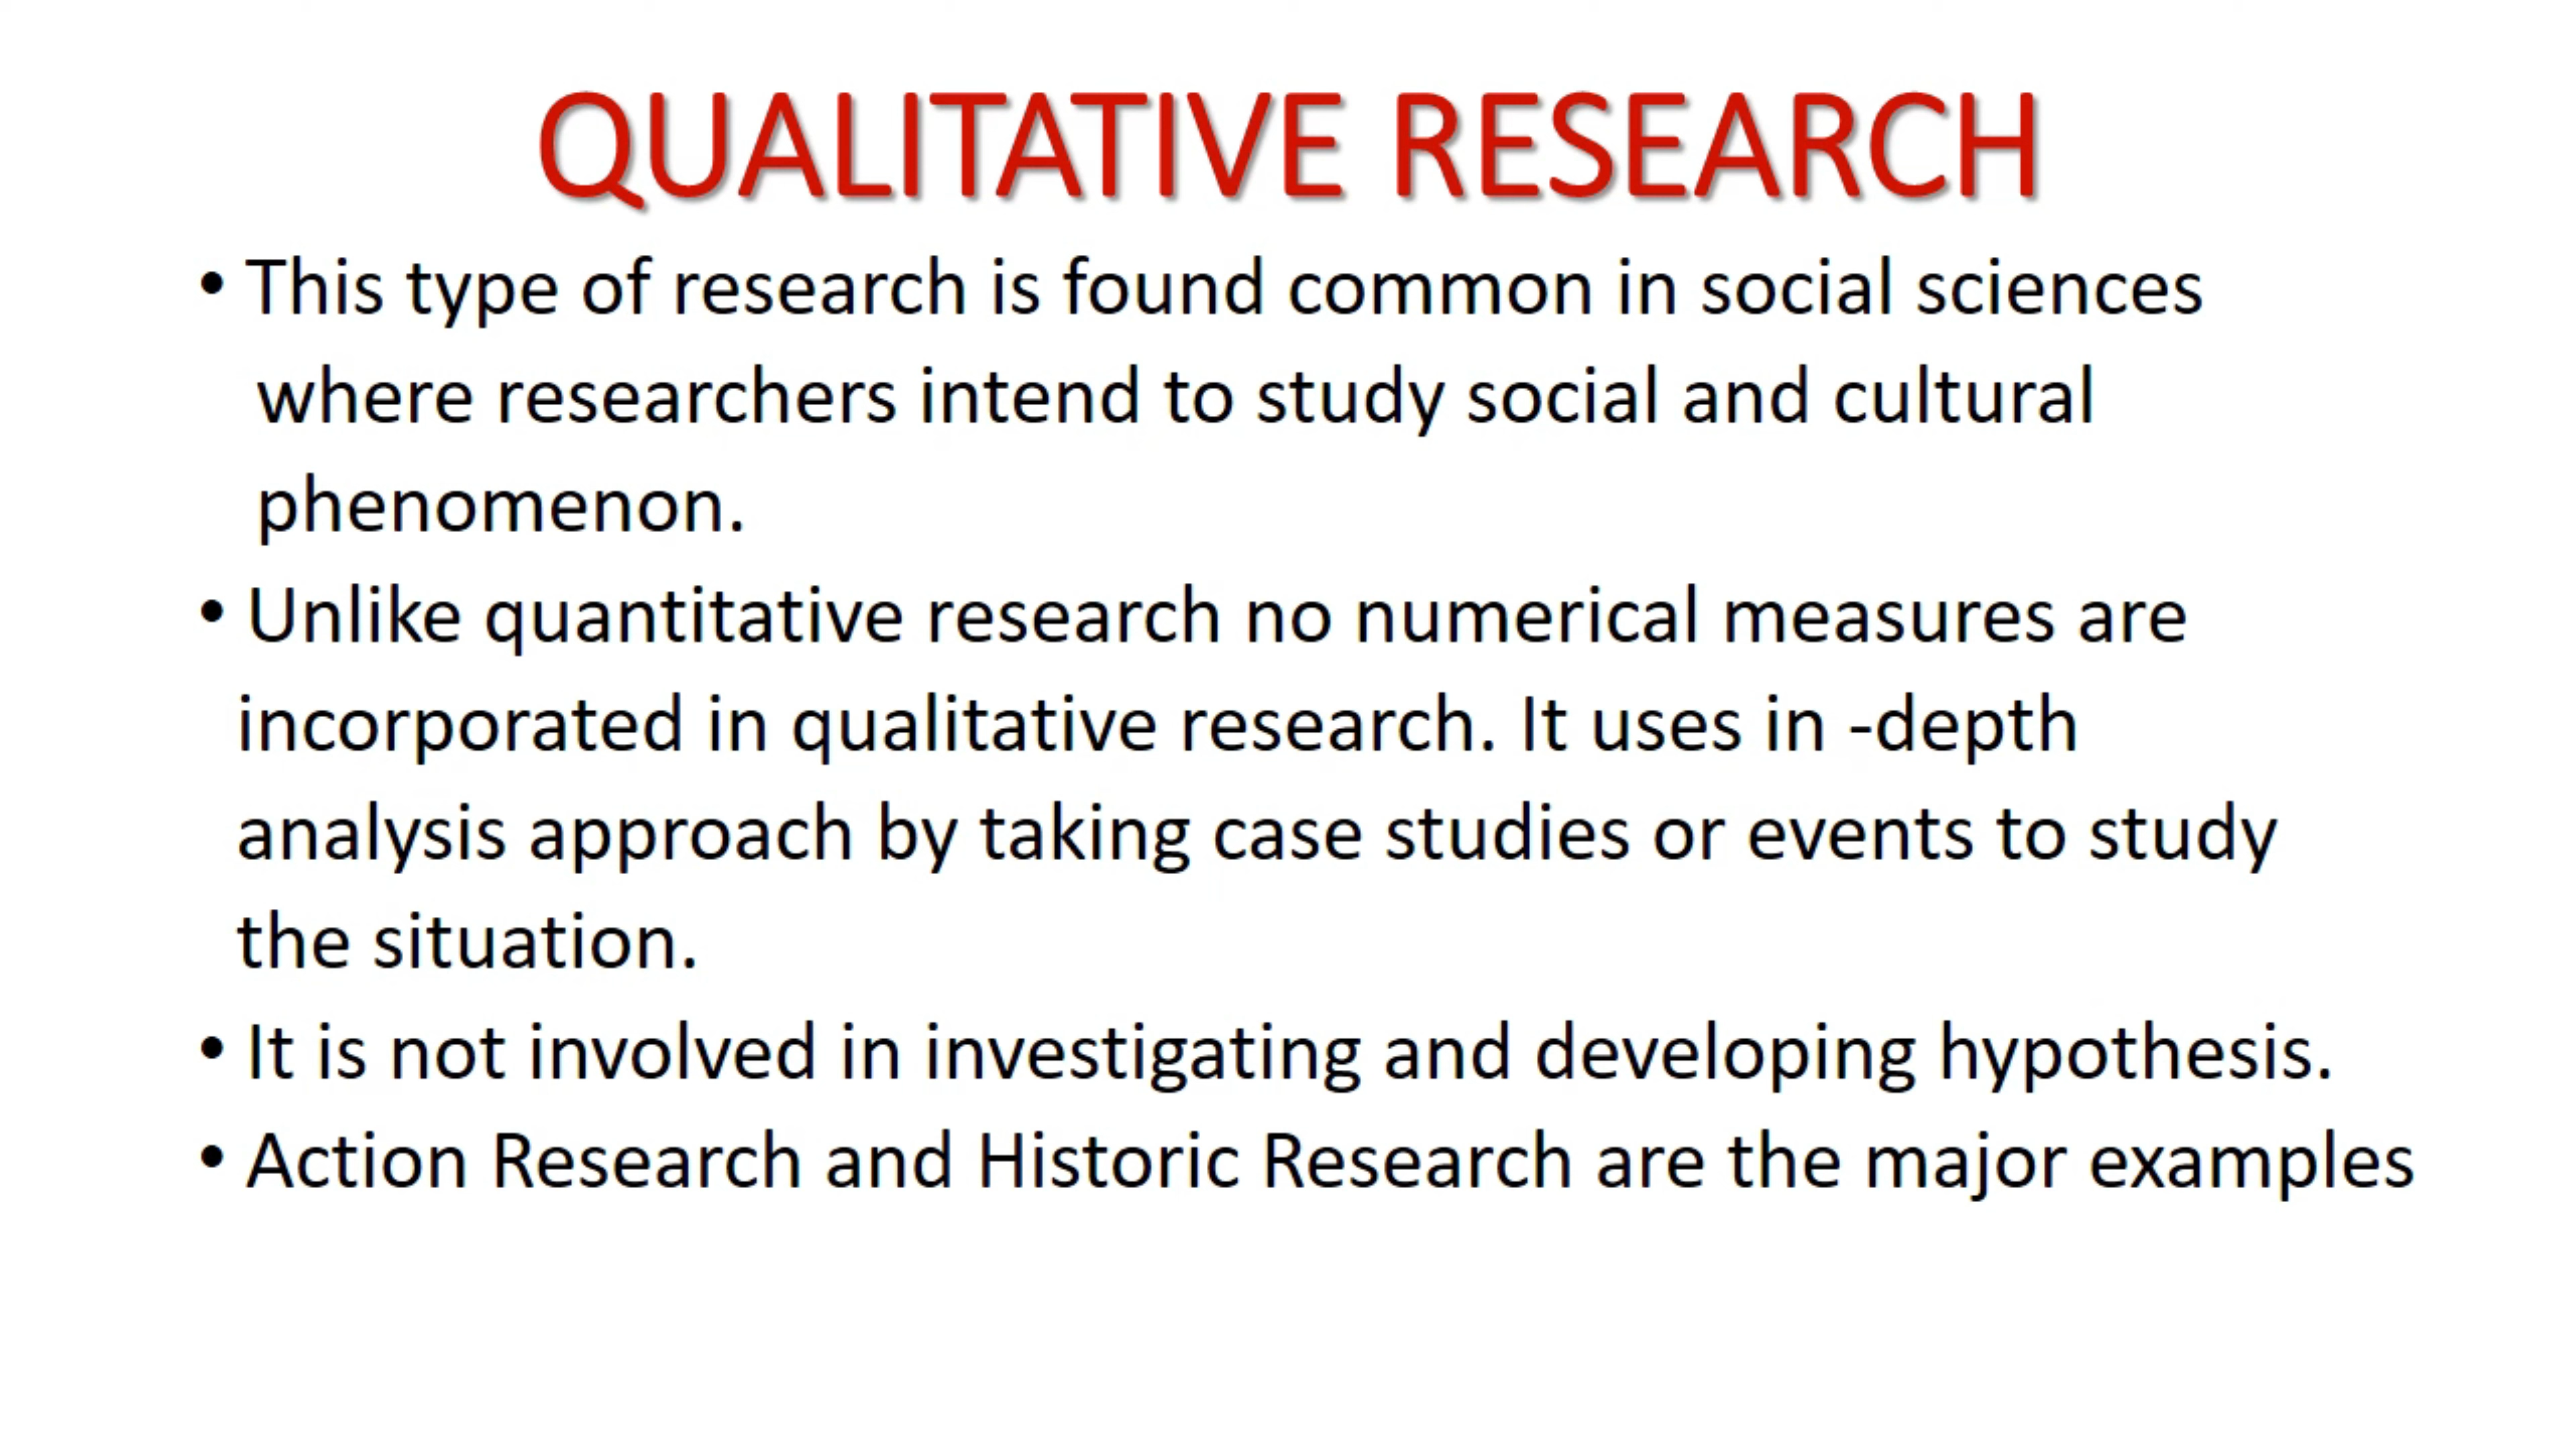 QUALITATIVE RESEARCH
• This type of research is found common in social sciences
where researchers intend to study social and cultural
phenomenon.
• Unlike quantitative research no numerical measures are
incorporated in qualitative research. It uses in -depth
analysis approach by taking case studies or events to study
the situation.
• It is not involved in investigating and developing hypothesis.
• Action Research and Historic Research are the major examples